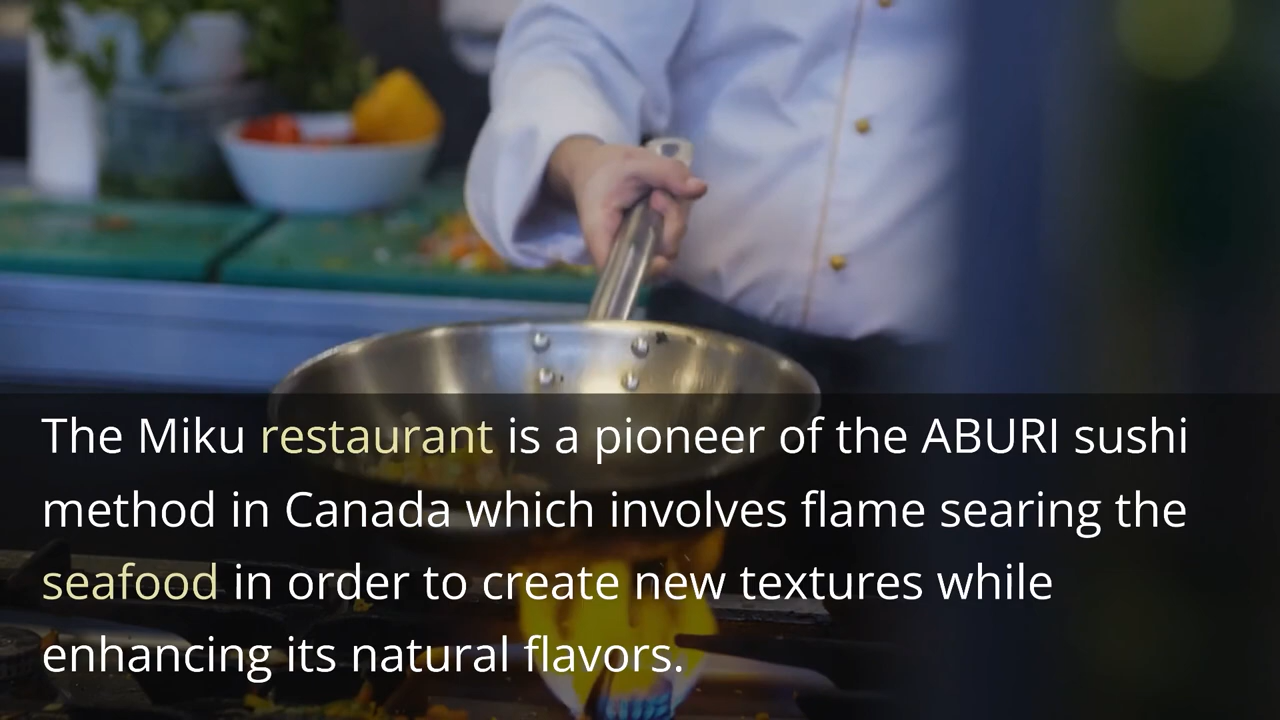 The Miku restaurant is a pioneer of the ABURI sushi
method in Canada which involves flame searing the
seafood in order to create new textures while
enhancing its natural flavors.